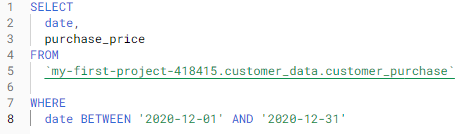 1 SELECT
2   date,
3   purchase_price
4 FROM
5   `my-first-project-418415.customer_data.customer_purchase`
6
7 WHERE
8   date BETWEEN '2020-12-01' AND '2020-12-31'